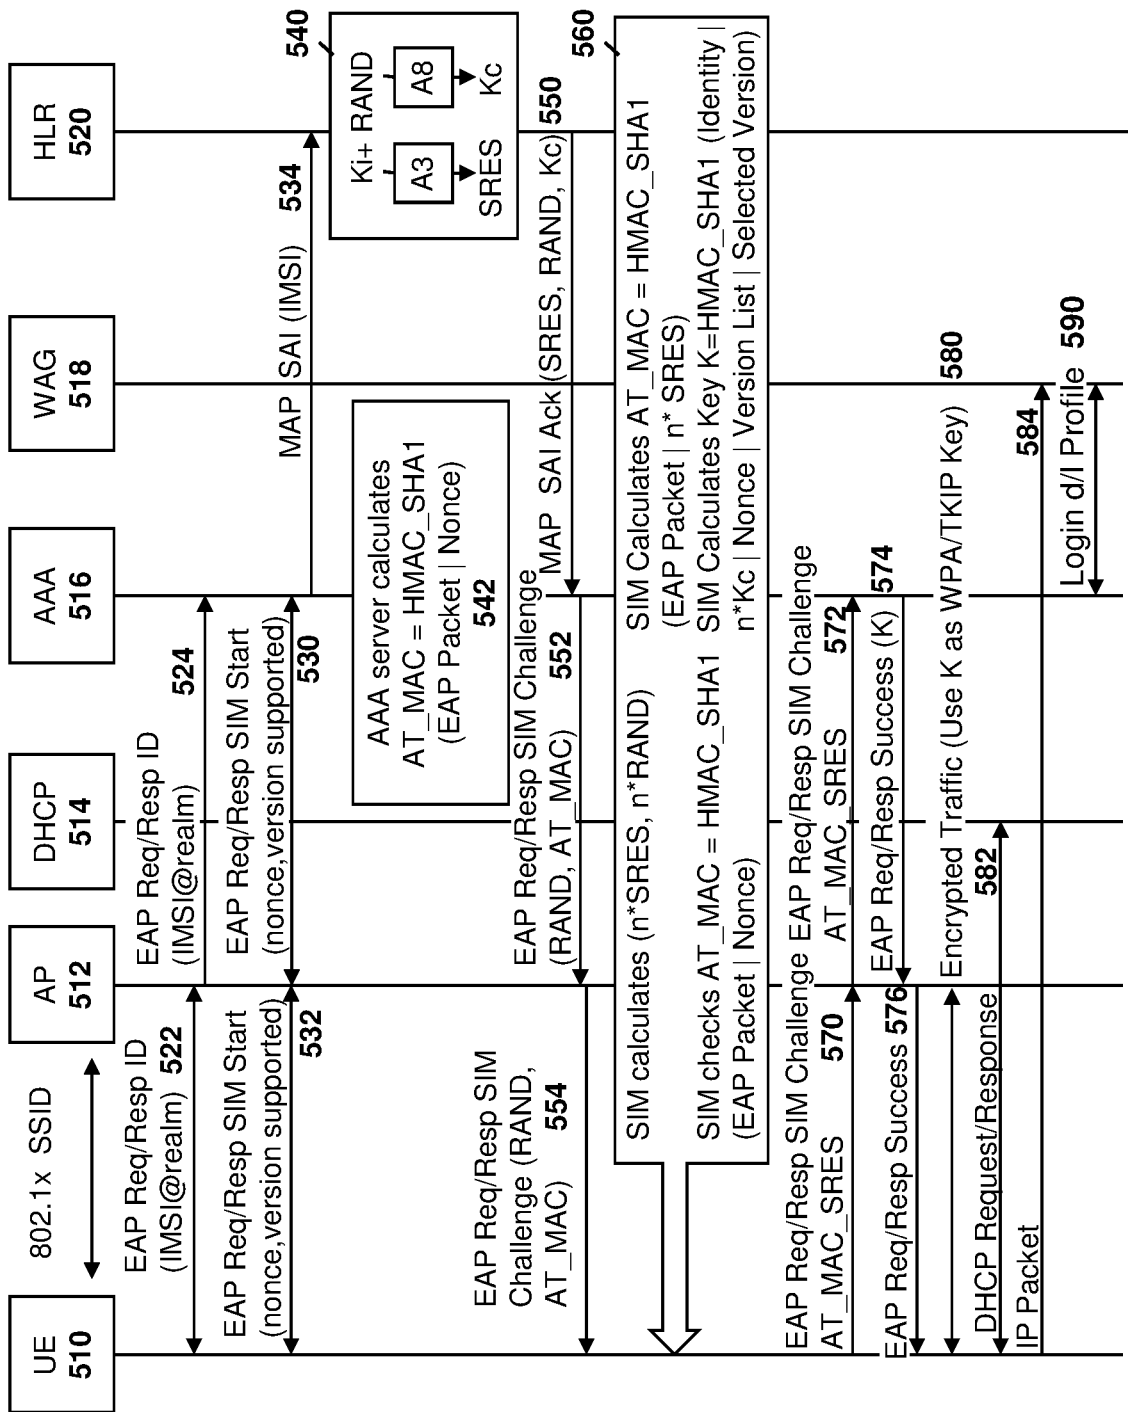 UE
510
802.1x SSID
AP
512
DHCP
514
AAA
516
WAG
518
HLR
520
EAP Req/Resp ID
(IMSI@realm) 522
EAP Req/Resp ID
(IMSI@realm)
524
EAP Req/Resp SIM Start
(nonce,version supported)
532
EAP Req/Resp SIM Start
(nonce,version supported)
530
MAP SAI (IMSI)
534
540
Ki+ RAND
A3
A8
SRES
Kc
AAA server calculates
AT_MAC = HMAC_SHA1
(EAP Packet | Nonce)
542
MAP SAI Ack (SRES, RAND, Kc) 550
EAP Req/Resp SIM Challenge
(RAND, AT_MAC)
552
EAP Req/Resp SIM
Challenge (RAND,
AT_MAC)
554
560
SIM calculates (n*SRES, n*RAND)
SIM checks AT_MAC = HMAC_SHA1
(EAP Packet | Nonce)
SIM Calculates AT_MAC = HMAC_SHA1
(EAP Packet | n* SRES)
SIM Calculates Key K=HMAC_SHA1 (Identity |
n*Kc | Nonce | Version List | Selected Version)
EAP Req/Resp SIM Challenge
AT_MAC_SRES
570
EAP Req/Resp SIM Challenge
AT_MAC_SRES
572
EAP Req/Resp Success (K)
574
EAP Req/Resp Success 576
Encrypted Traffic (Use K as WPA/TKIP Key)
580
DHCP Request/Response
582
IP Packet
584
Login d/l Profile 590